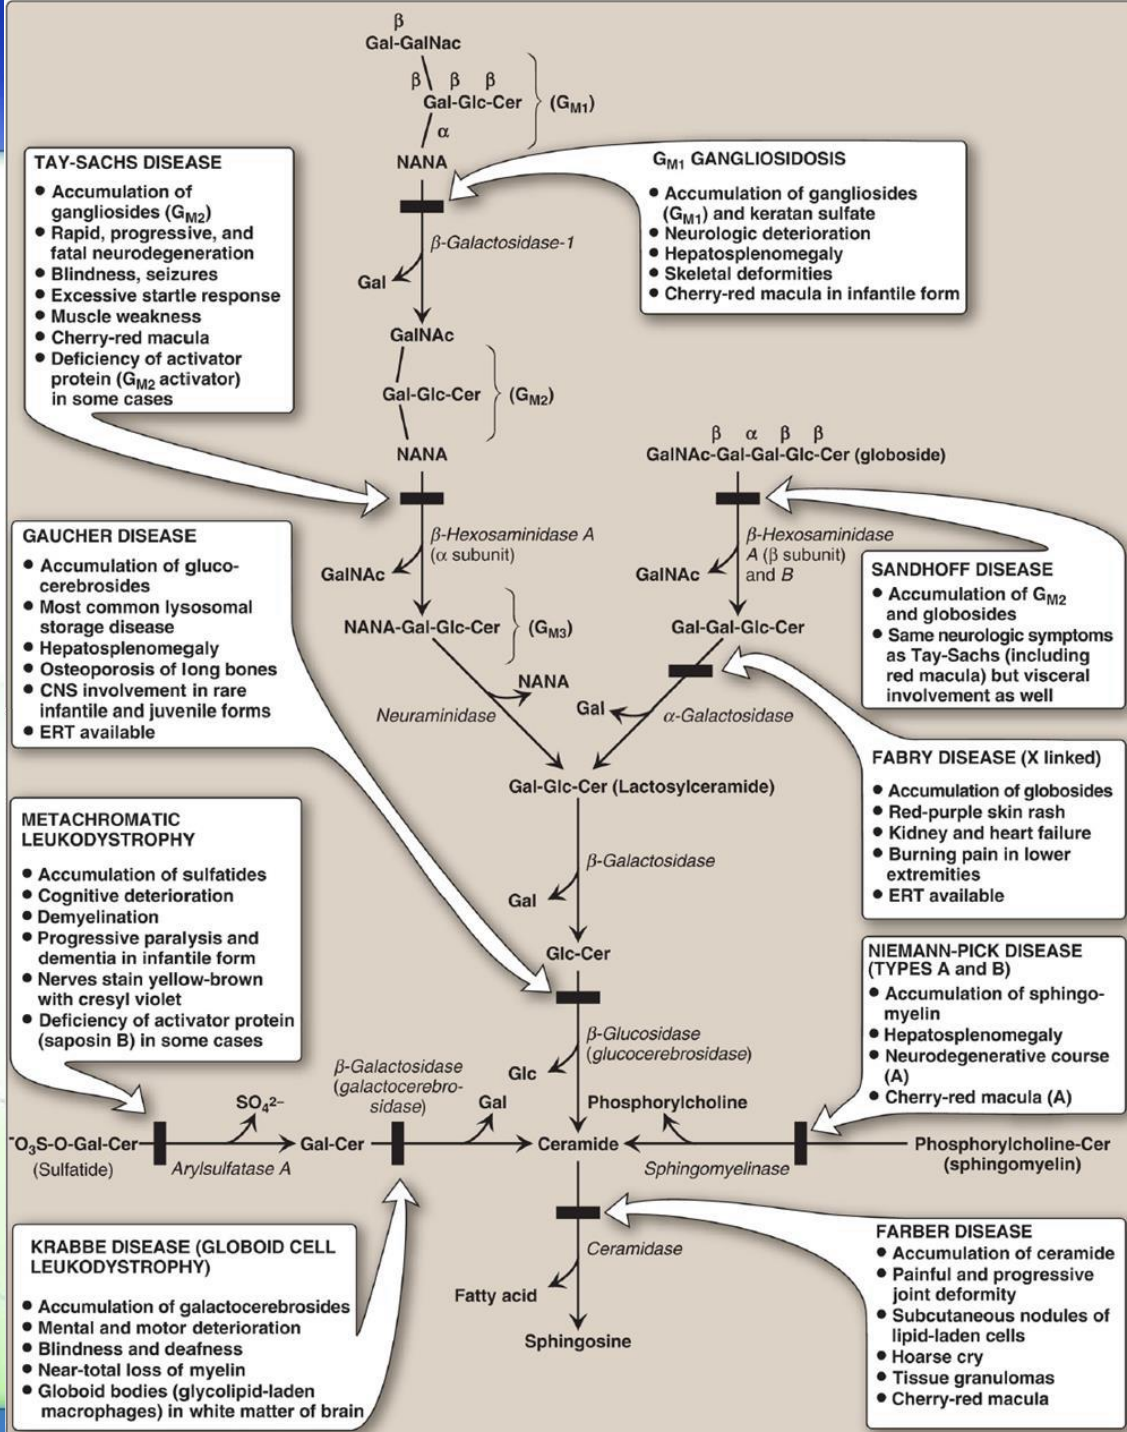 β
Gal-GalNac
β β β
Gal-Glc-Cer
(GM1)
α
NANA
TAY-SACHS DISEASE
● Accumulation of
gangliosides (GM2)
● Rapid, progressive, and
fatal neurodegeneration
● Blindness, seizures
● Excessive startle response
● Muscle weakness
● Cherry-red macula
● Deficiency of activator
protein (GM2 activator)
in some cases
GM1 GANGLIOSIDOSIS
● Accumulation of gangliosides
(GM1) and keratan sulfate
● Neurologic deterioration
● Hepatosplenomegaly
● Skeletal deformities
● Cherry-red macula in infantile form
β-Galactosidase-1
Gal
GalNAc
Gal-Glc-Cer
(GM2)
NANA
β α β β
GalNAc-Gal-Gal-Glc-Cer (globoside)
β-Hexosaminidase A
(α subunit)
GalNAc
NANA-Gal-Glc-Cer
(GM3)
β-Hexosaminidase
A (β subunit)
and B
GalNAc
Gal-Gal-Glc-Cer
GAUCHER DISEASE
● Accumulation of gluco-
cerebrosides
● Most common lysosomal
storage disease
● Hepatosplenomegaly
● Osteoporosis of long bones
● CNS involvement in rare
infantile and juvenile forms
● ERT available
SANDHOFF DISEASE
● Accumulation of GM2
and globosides
● Same neurologic symptoms
as Tay-Sachs (including
red macula) but visceral
involvement as well
NANA
Neuraminidase
Gal
α-Galactosidase
Gal-Glc-Cer (Lactosylceramide)
FABRY DISEASE (X linked)
● Accumulation of globosides
● Red-purple skin rash
● Kidney and heart failure
● Burning pain in lower
extremities
● ERT available
METACHROMATIC
LEUKODYSTROPHY
● Accumulation of sulfatides
● Cognitive deterioration
● Demyelination
● Progressive paralysis and
dementia in infantile form
● Nerves stain yellow-brown
with cresyl violet
● Deficiency of activator protein
(saposin B) in some cases
β-Galactosidase
Gal
Glc-Cer
NIEMANN-PICK DISEASE
(TYPES A and B)
● Accumulation of sphingo-
myelin
● Hepatosplenomegaly
● Neurodegenerative course
(A)
● Cherry-red macula (A)
β-Glucosidase
(glucocerebrosidase)
Glc
β-Galactosidase
(galactocerebro-
sidase)
SO₄²⁻
Gal
Phosphorylcholine
⁻O₃S-O-Gal-Cer
(Sulfatide)
Arylsulfatase A
Gal-Cer
Ceramide
Sphingomyelinase
Phosphorylcholine-Cer
(sphingomyelin)
KRABBE DISEASE (GLOBOID CELL
LEUKODYSTROPHY)
● Accumulation of galactocerebrosides
● Mental and motor deterioration
● Blindness and deafness
● Near-total loss of myelin
● Globoid bodies (glycolipid-laden
macrophages) in white matter of brain
Ceramidase
Fatty acid
Sphingosine
FARBER DISEASE
● Accumulation of ceramide
● Painful and progressive
joint deformity
● Subcutaneous nodules of
lipid-laden cells
● Hoarse cry
● Tissue granulomas
● Cherry-red macula